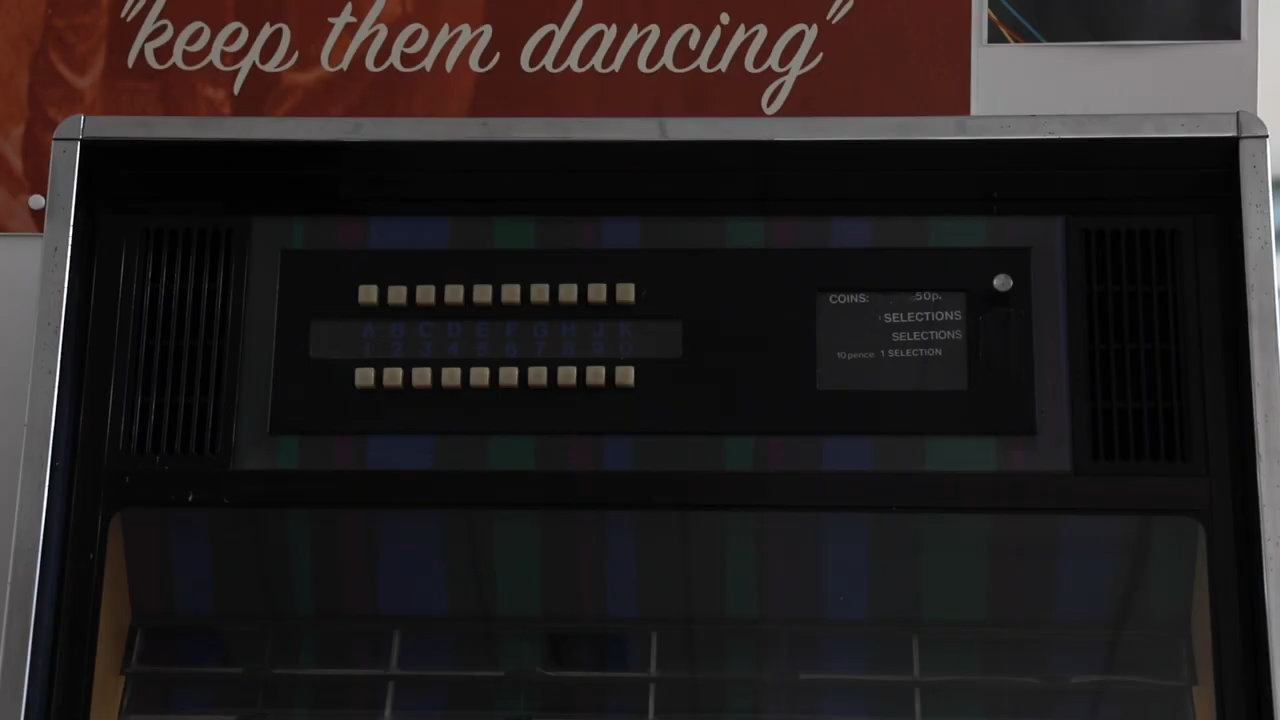 "keep them dancing"
A B C D E F G H J K
1 2 3 4 5 6 7 8 9 0
COINS: 50p.
SELECTIONS
SELECTIONS
10 pence 1 SELECTION